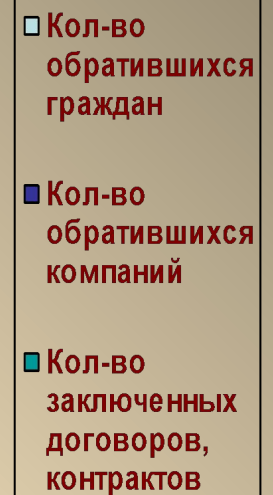 Кол-во
обратившихся
граждан
Кол-во
обратившихся
компаний
Кол-во
заключенных
договоров,
контрактов